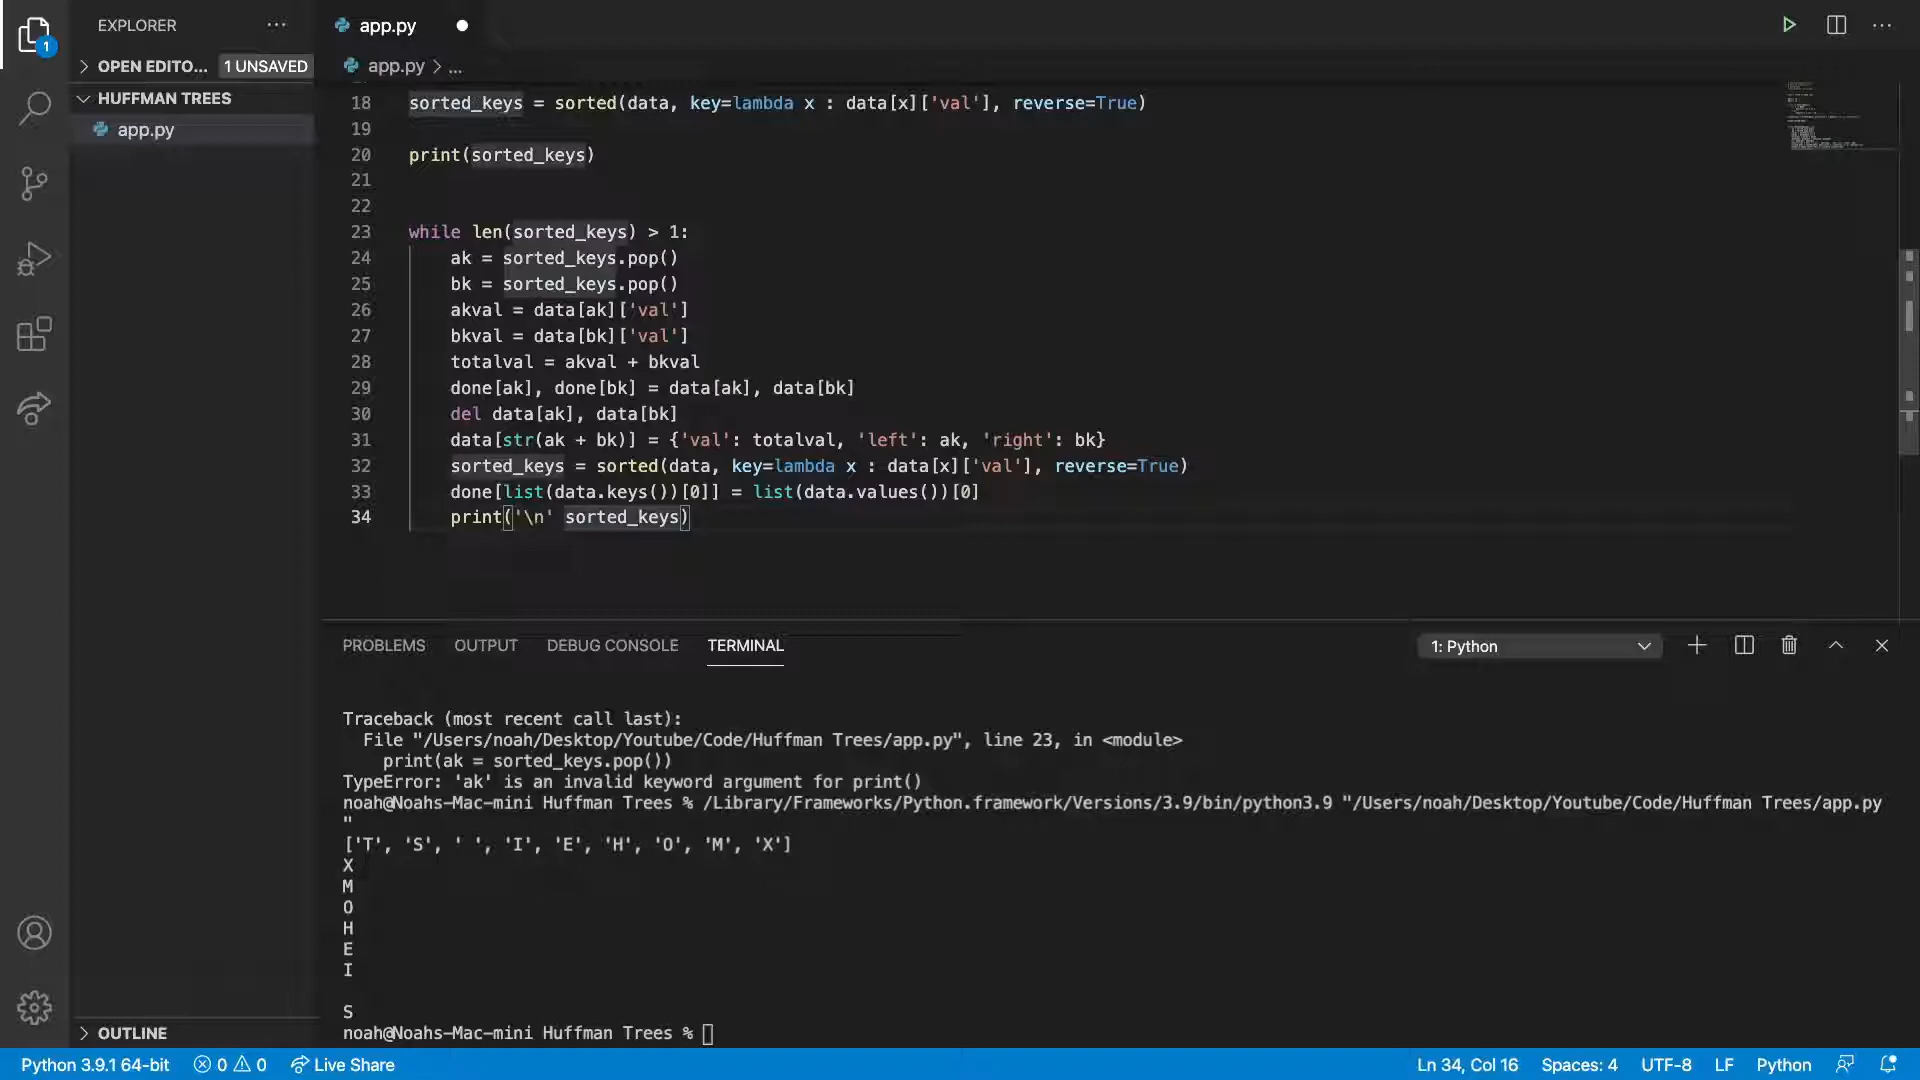 EXPLORER
OPEN EDITO... 1 UNSAVED
HUFFMAN TREES
app.py
OUTLINE
1
app.py
app.py > ...
18 sorted_keys = sorted(data, key=lambda x : data[x]['val'], reverse=True)
19
20 print(sorted_keys)
21
22
23 while len(sorted_keys) > 1:
24 ak = sorted_keys.pop()
25 bk = sorted_keys.pop()
26 akval = data[ak]['val']
27 bkval = data[bk]['val']
28 totalval = akval + bkval
29 done[ak], done[bk] = data[ak], data[bk]
30 del data[ak], data[bk]
31 data[str(ak + bk)] = {'val': totalval, 'left': ak, 'right': bk}
32 sorted_keys = sorted(data, key=lambda x : data[x]['val'], reverse=True)
33 done[list(data.keys())[0]] = list(data.values())[0]
34 print('\n' sorted_keys)
PROBLEMS OUTPUT DEBUG CONSOLE TERMINAL 1: Python
Traceback (most recent call last):
File "/Users/noah/Desktop/Youtube/Code/Huffman Trees/app.py", line 23, in <module>
print(ak = sorted_keys.pop())
TypeError: 'ak' is an invalid keyword argument for print()
noah@Noahs-Mac-mini Huffman Trees % /Library/Frameworks/Python.framework/Versions/3.9/bin/python3.9 "/Users/noah/Desktop/Youtube/Code/Huffman Trees/app.py
"
['T', 'S', ' ', 'I', 'E', 'H', 'O', 'M', 'X']
X
M
O
H
E
I

S
noah@Noahs-Mac-mini Huffman Trees %
Python 3.9.1 64-bit 0 0 Live Share Ln 34, Col 16 Spaces: 4 UTF-8 LF Python